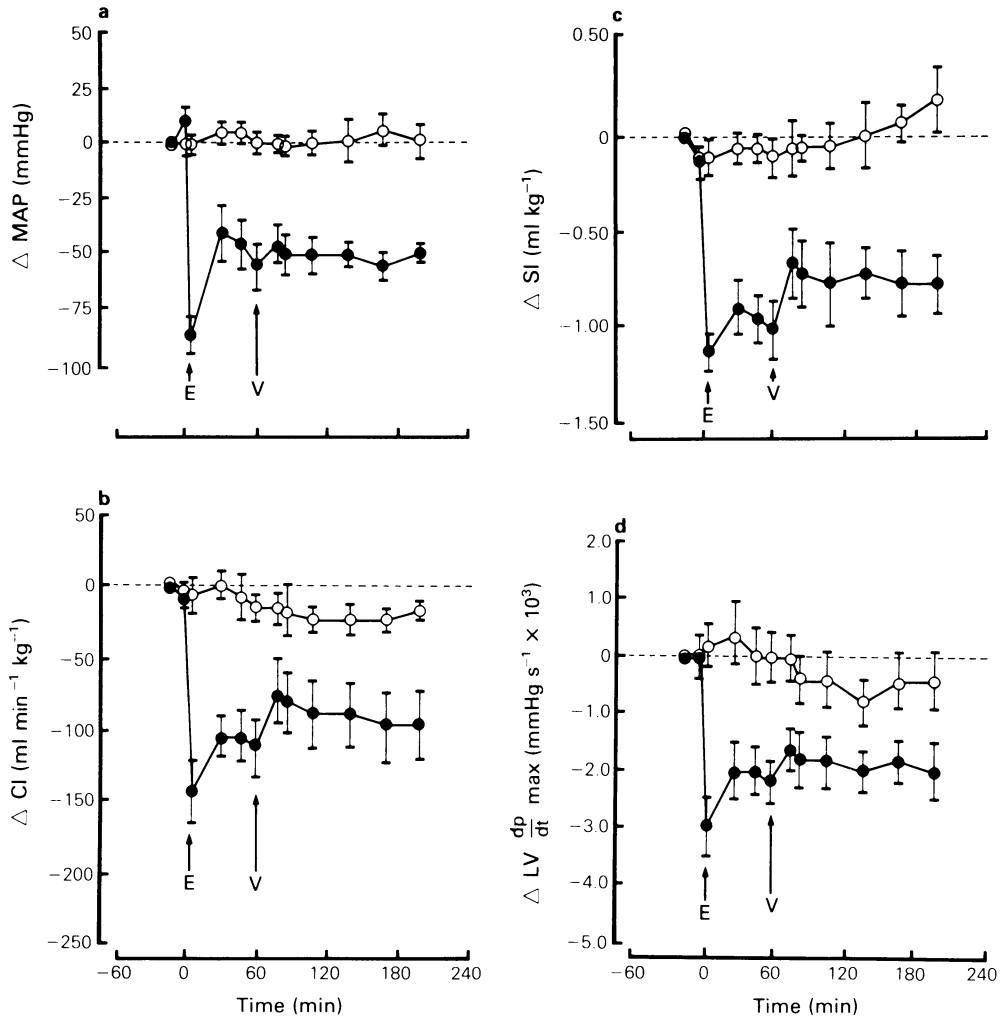 a
50
25
0
−25
−50
−75
−100
△ MAP (mmHg)
E
V
b
50
0
−50
−100
−150
−200
−250
△ CI (ml min⁻¹ kg⁻¹)
E
V
−60 0 60 120 180 240
Time (min)
c
0.50
0
−0.50
−1.00
−1.50
△ SI (ml kg⁻¹)
E
V
d
2.0
1.0
0
−1.0
−2.0
−3.0
−4.0
−5.0
△ LV dp/dt max (mmHg s⁻¹ × 10³)
E
V
−60 0 60 120 180 240
Time (min)